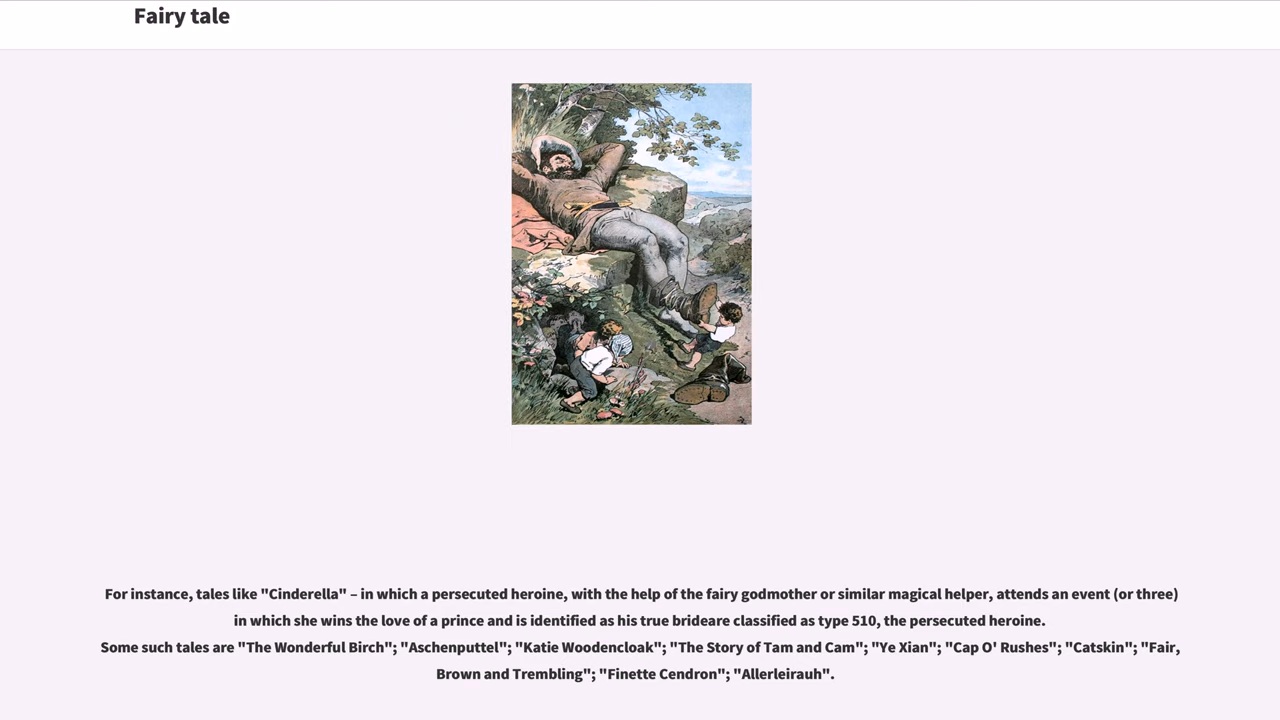 Fairy tale
For instance, tales like "Cinderella" – in which a persecuted heroine, with the help of the fairy godmother or similar magical helper, attends an event (or three)
in which she wins the love of a prince and is identified as his true brideare classified as type 510, the persecuted heroine.
Some such tales are "The Wonderful Birch"; "Aschenputtel"; "Katie Woodencloak"; "The Story of Tam and Cam"; "Ye Xian"; "Cap O' Rushes"; "Catskin"; "Fair,
Brown and Trembling"; "Finette Cendron"; "Allerleirauh".